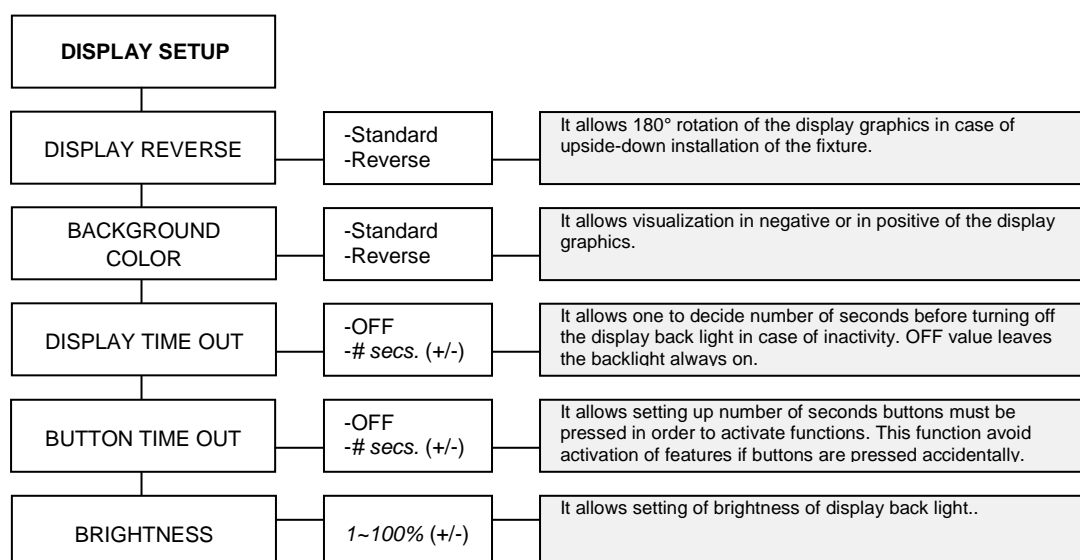 DISPLAY SETUP
DISPLAY REVERSE
-Standard
-Reverse
It allows 180° rotation of the display graphics in case of
upside-down installation of the fixture.
BACKGROUND
COLOR
-Standard
-Reverse
It allows visualization in negative or in positive of the display
graphics.
DISPLAY TIME OUT
-OFF
-# secs. (+/-)
It allows one to decide number of seconds before turning off
the display back light in case of inactivity. OFF value leaves
the backlight always on.
BUTTON TIME OUT
-OFF
-# secs. (+/-)
It allows setting up number of seconds buttons must be
pressed in order to activate functions. This function avoid
activation of features if buttons are pressed accidentally.
BRIGHTNESS
1~100% (+/-)
It allows setting of brightness of display back light..